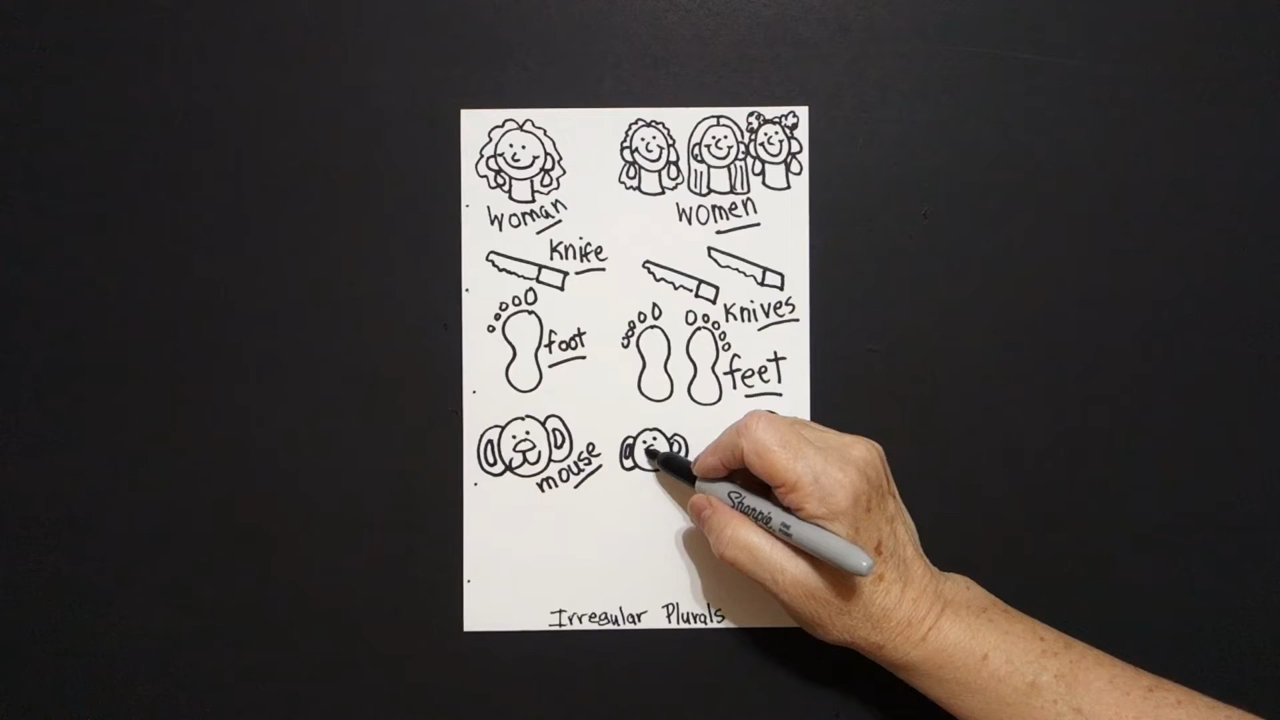 woman
women
Knife
Knives
foot
feet
mouse
Sharpie
Irregular Plurals